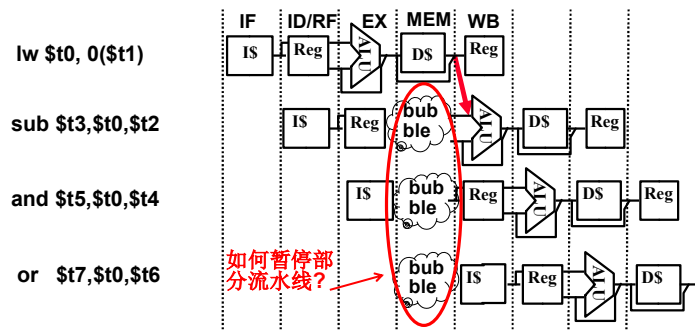 IF ID/RF EX MEM WB
lw $t0, 0($t1) I$ Reg ALU D$ Reg
sub $t3,$t0,$t2 I$ Reg bub ble ALU D$ Reg
and $t5,$t0,$t4 I$ bub ble Reg ALU D$ Reg
如何暂停部
分流水线?
or $t7,$t0,$t6 bub ble I$ Reg ALU D$